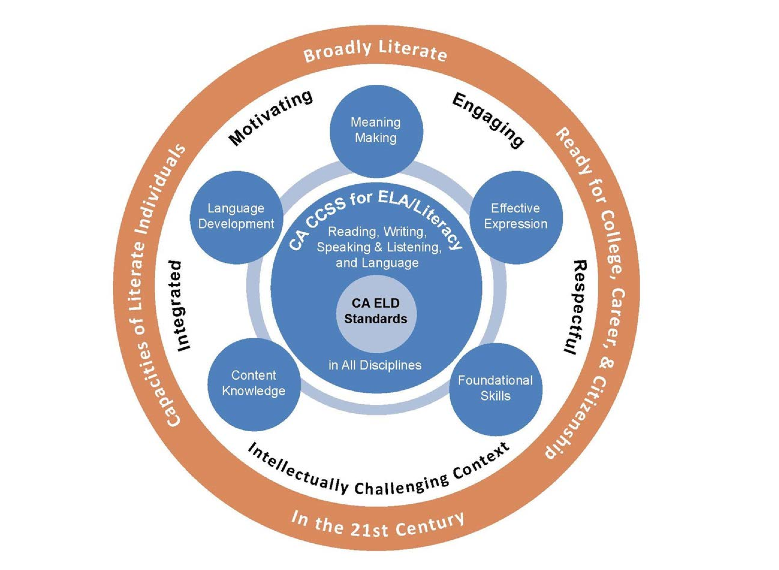 Broadly Literate
Ready for College, Career, & Citizenship
In the 21st Century
Capacities of Literate Individuals
Motivating
Engaging
Respectful
Intellectually Challenging Context
Integrated
Meaning
Making
Effective
Expression
Foundational
Skills
Content
Knowledge
Language
Development
CA CCSS for ELA/Literacy
Reading, Writing,
Speaking & Listening,
and Language
CA ELD
Standards
in All Disciplines